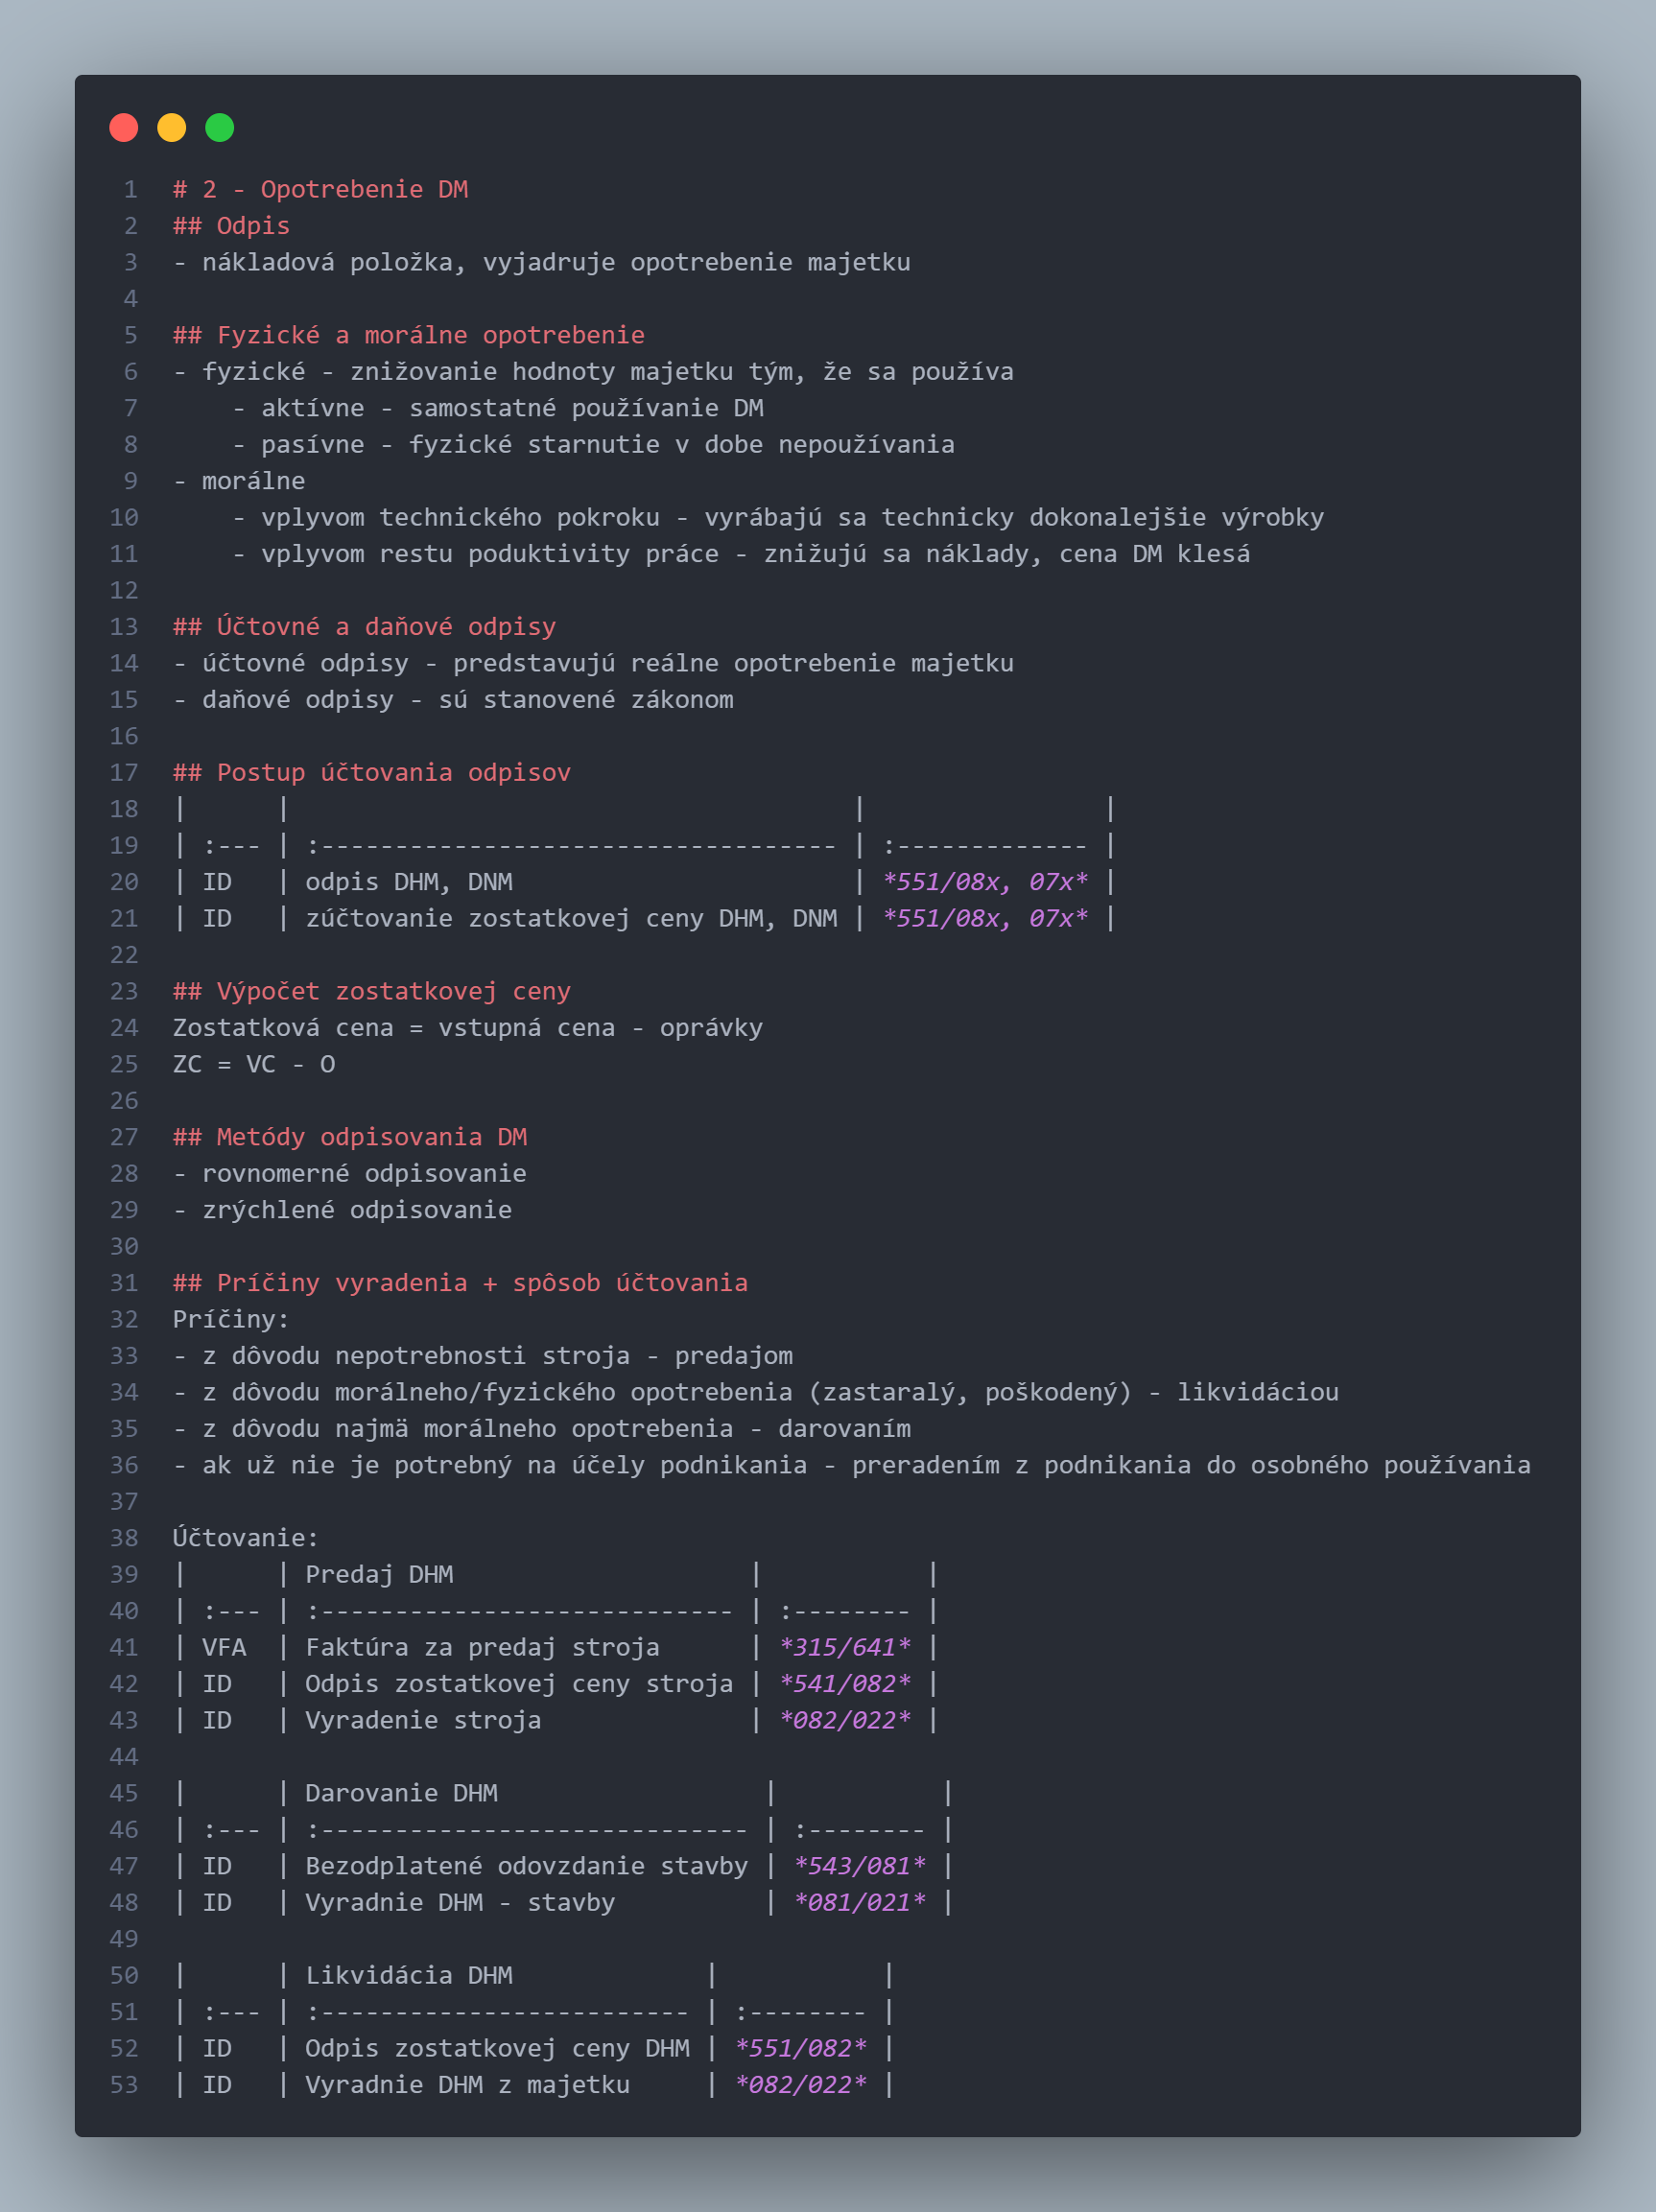 1 # 2 - Opotrebenie DM
2 ## Odpis
3 - nákladová položka, vyjadruje opotrebenie majetku
4
5 ## Fyzické a morálne opotrebenie
6 - fyzické - znižovanie hodnoty majetku tým, že sa používa
7     - aktívne - samostatné používanie DM
8     - pasívne - fyzické starnutie v dobe nepoužívania
9 - morálne
10     - vplyvom technického pokroku - vyrábajú sa technicky dokonalejšie výrobky
11     - vplyvom restu poduktivity práce - znižujú sa náklady, cena DM klesá
12
13 ## Účtovné a daňové odpisy
14 - účtovné odpisy - predstavujú reálne opotrebenie majetku
15 - daňové odpisy - sú stanovené zákonom
16
17 ## Postup účtovania odpisov
18 |      |                                      |                |
19 | :--- | :----------------------------------- | :------------- |
20 | ID   | odpis DHM, DNM                       | *551/08x, 07x* |
21 | ID   | zúčtovanie zostatkovej ceny DHM, DNM | *551/08x, 07x* |
22
23 ## Výpočet zostatkovej ceny
24 Zostatková cena = vstupná cena - oprávky
25 ZC = VC - O
26
27 ## Metódy odpisovania DM
28 - rovnomerné odpisovanie
29 - zrýchlené odpisovanie
30
31 ## Príčiny vyradenia + spôsob účtovania
32 Príčiny:
33 - z dôvodu nepotrebnosti stroja - predajom
34 - z dôvodu morálneho/fyzického opotrebenia (zastaralý, poškodený) - likvidáciou
35 - z dôvodu najmä morálneho opotrebenia - darovaním
36 - ak už nie je potrebný na účely podnikania - preradením z podnikania do osobného používania
37
38 Účtovanie:
39 |      | Predaj DHM                    |           |
40 | :--- | :---------------------------- | :-------- |
41 | VFA  | Faktúra za predaj stroja      | *315/641* |
42 | ID   | Odpis zostatkovej ceny stroja | *541/082* |
43 | ID   | Vyradenie stroja              | *082/022* |
44
45 |      | Darovanie DHM                  |           |
46 | :--- | :----------------------------- | :-------- |
47 | ID   | Bezodplatené odovzdanie stavby | *543/081* |
48 | ID   | Vyradnie DHM - stavby          | *081/021* |
49
50 |      | Likvidácia DHM             |           |
51 | :--- | :------------------------- | :-------- |
52 | ID   | Odpis zostatkovej ceny DHM | *551/082* |
53 | ID   | Vyradnie DHM z majetku     | *082/022* |